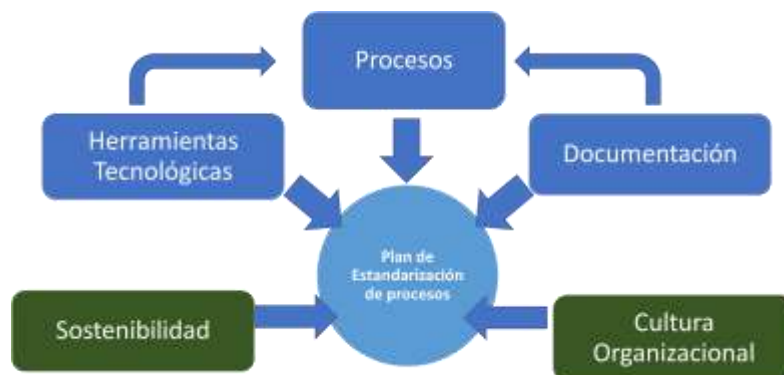 Procesos
Herramientas
Tecnológicas
Documentación
Plan de
Estandarización
de procesos
Sostenibilidad
Cultura
Organizacional